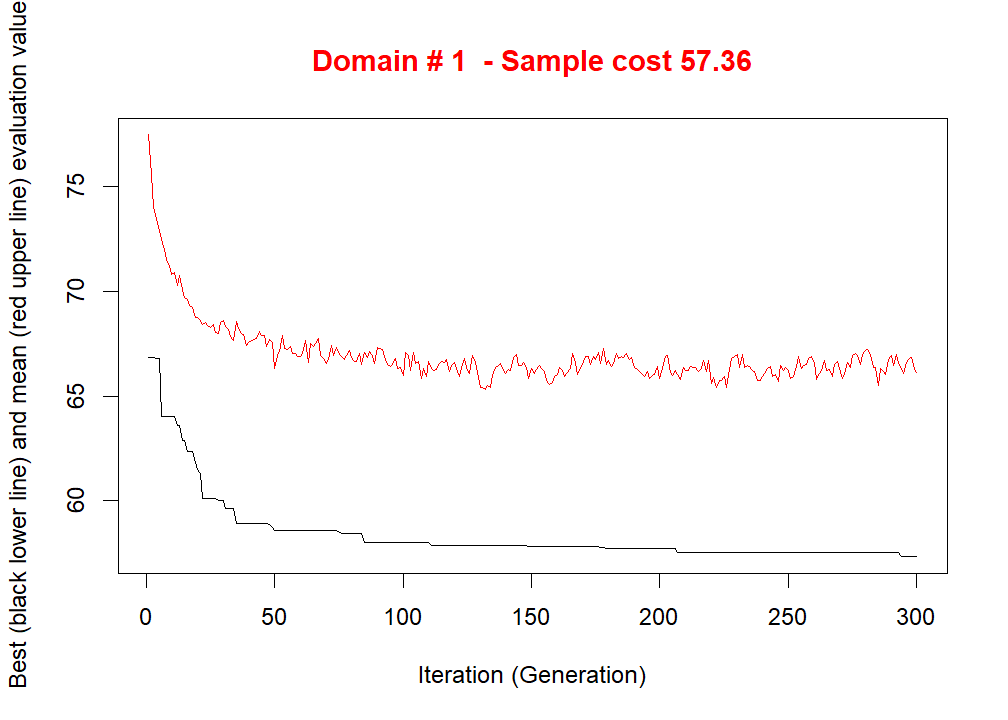 Domain # 1  - Sample cost 57.36
Best (black lower line) and mean (red upper line) evaluation value
75
70
65
60
0 50 100 150 200 250 300
Iteration (Generation)